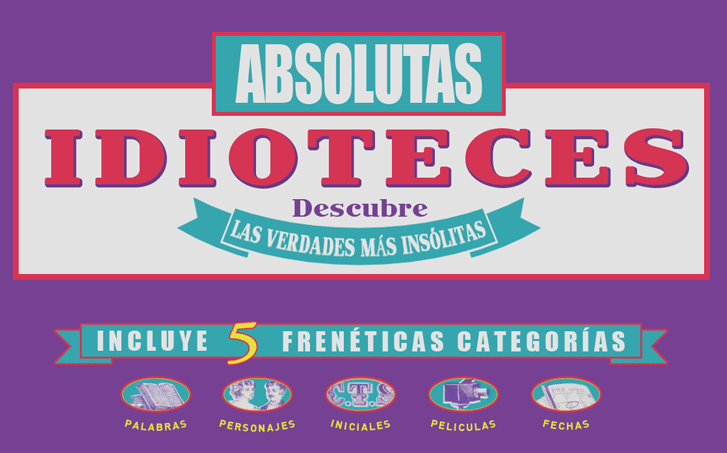 ABSOLUTAS
IDIOTECES
Descubre
LAS VERDADES MÁS INSÓLITAS
INCLUYE 5 FRENÉTICAS CATEGORÍAS
S.T.S
PALABRAS PERSONAJES INICIALES PELICULAS FECHAS